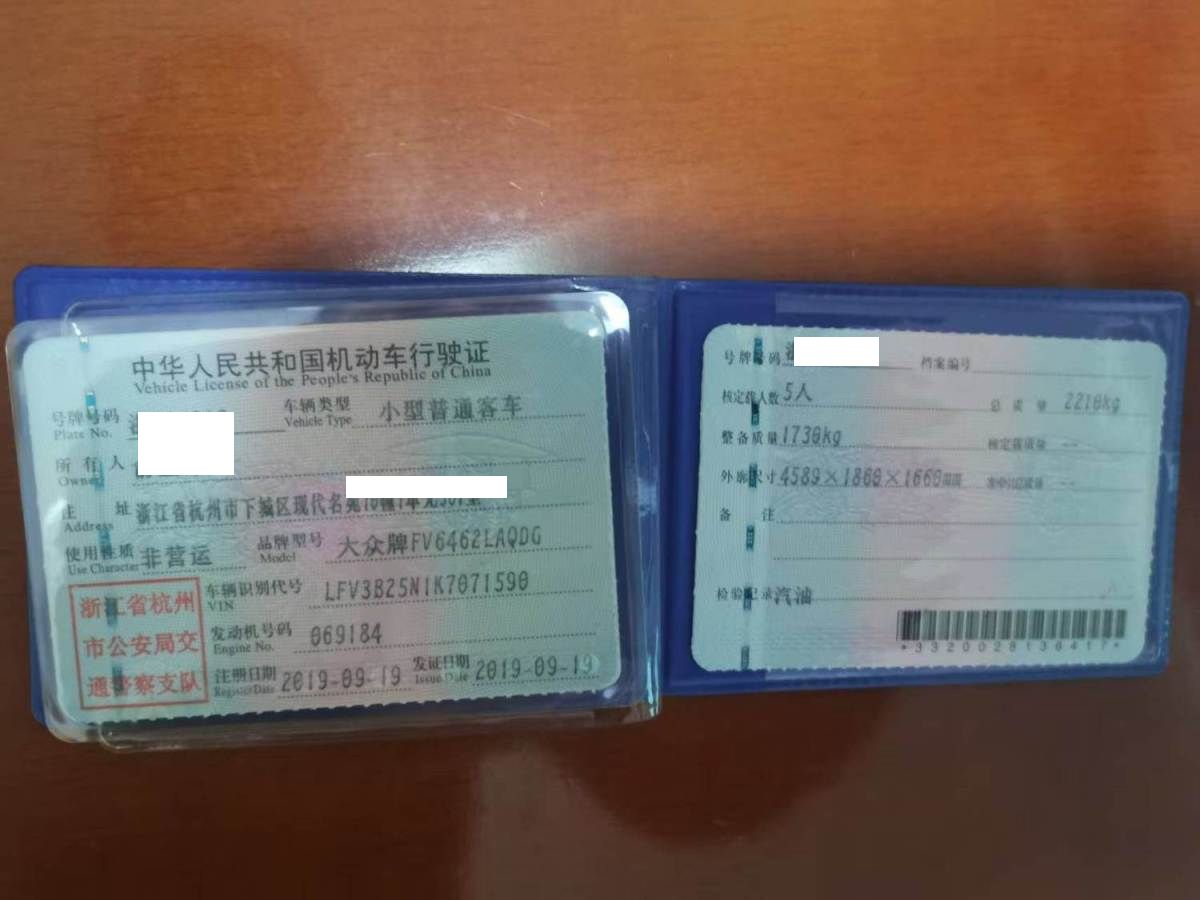 中华人民共和国机动车行驶证
Vehicle License of the People's Republic of China
号牌号码
Plate No.
车辆类型 小型普通客车
Vehicle Type
所有人
Owner
住 址 浙江省杭州市下城区现代名苑
Address
使用性质 非营运
Use Character
品牌型号 大众牌FV6462LAQDG
Model
浙江省杭州
市公安局交
通警察支队
车辆识别代号 LFV3B25N1K7071590
VIN
发动机号码 069184
Engine No.
注册日期 2019-09-19
Register Date
发证日期 2019-09-19
Issue Date
号牌号码
档案编号
核定载人数 5人
总质量 2210kg
整备质量 1730kg
核定载质量 --
外廓尺寸 4589×1860×1660mm
准牵引总质量 --
备 注
检验记录 汽油
*3320028136417*